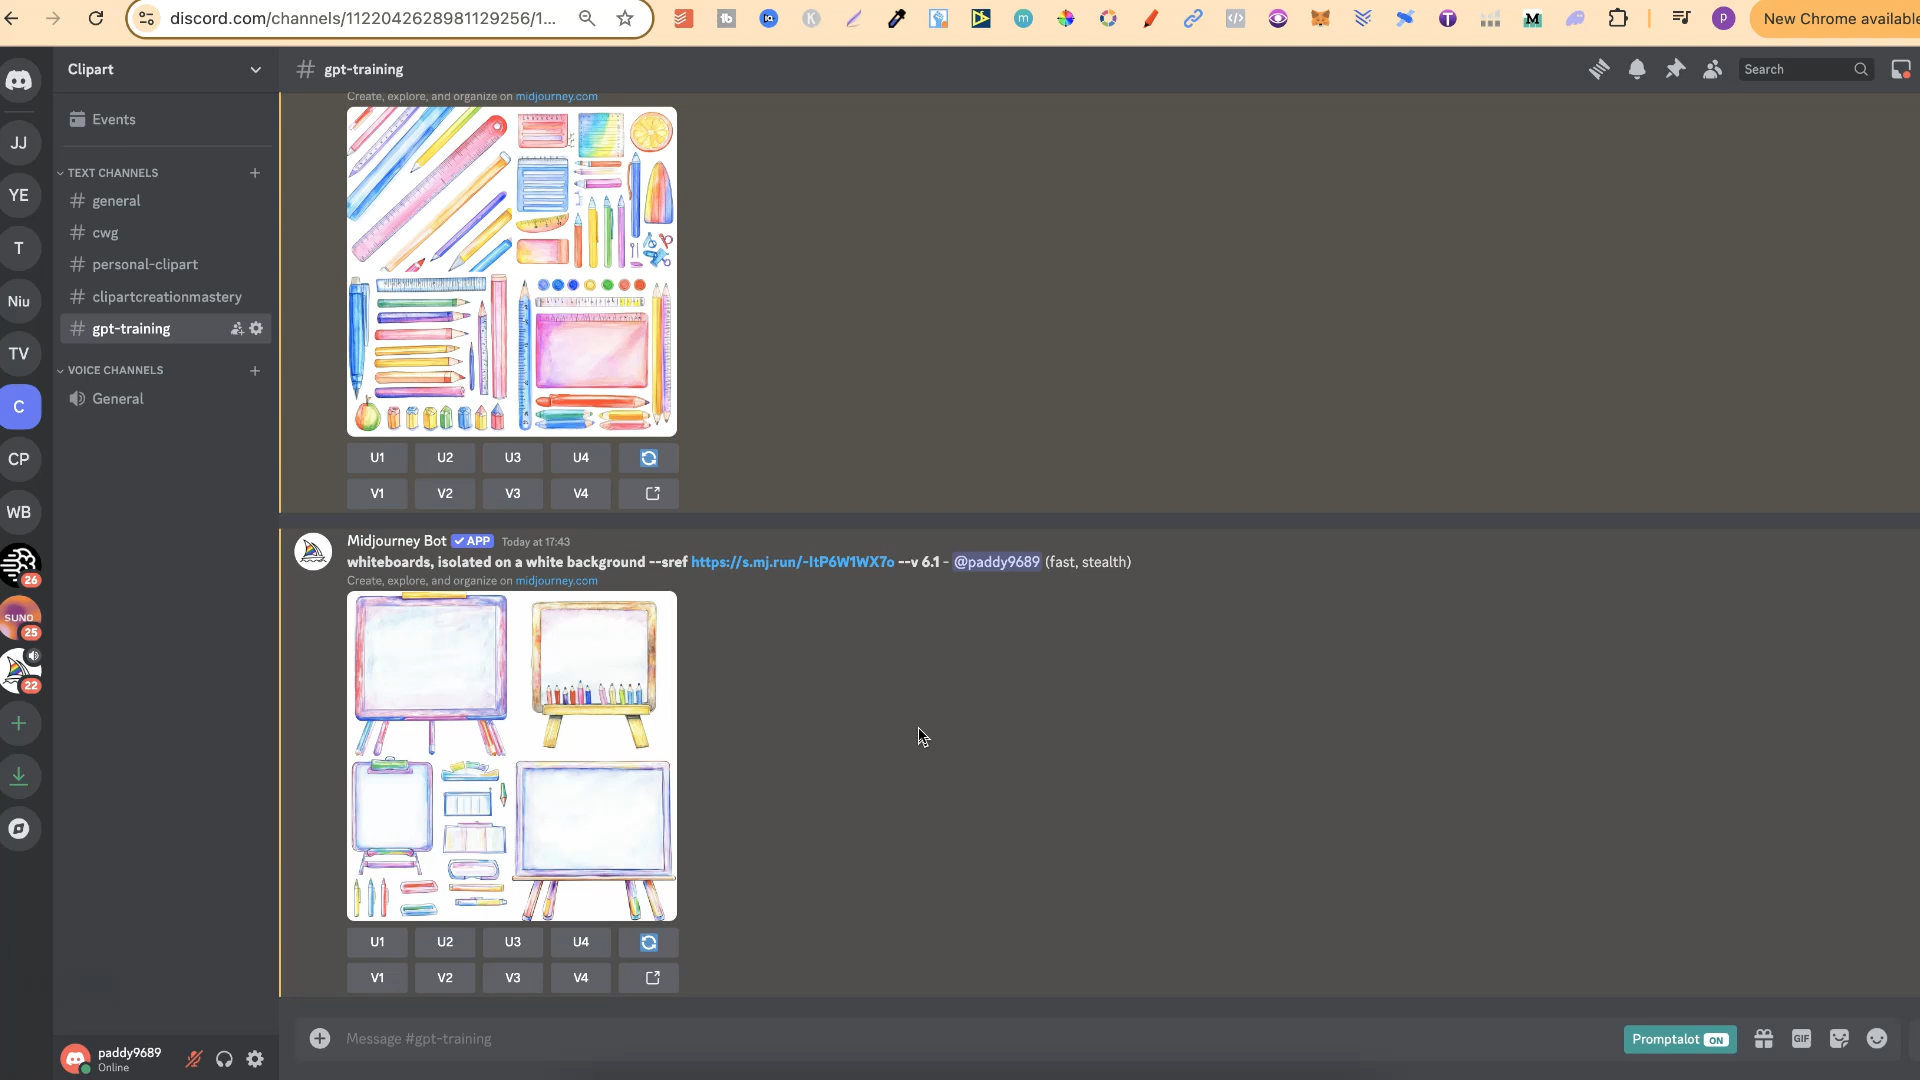 discord.com/channels/1122042628981129256/1...
New Chrome available
Clipart
gpt-training
Search
Events
JJ
YE
T
Niu
TV
C
CP
WB
26
SUNO
25
22
TEXT CHANNELS
general
cwg
personal-clipart
clipartcreationmastery
gpt-training
VOICE CHANNELS
General
Create, explore, and organize on midjourney.com
U1 U2 U3 U4
V1 V2 V3 V4
Midjourney Bot APP Today at 17:43
whiteboards, isolated on a white background --sref https://s.mj.run/-ItP6W1WX7o --v 6.1 - @paddy9689 (fast, stealth)
Create, explore, and organize on midjourney.com
U1 U2 U3 U4
V1 V2 V3 V4
paddy9689
Online
Message #gpt-training
Promptalot ON
GIF